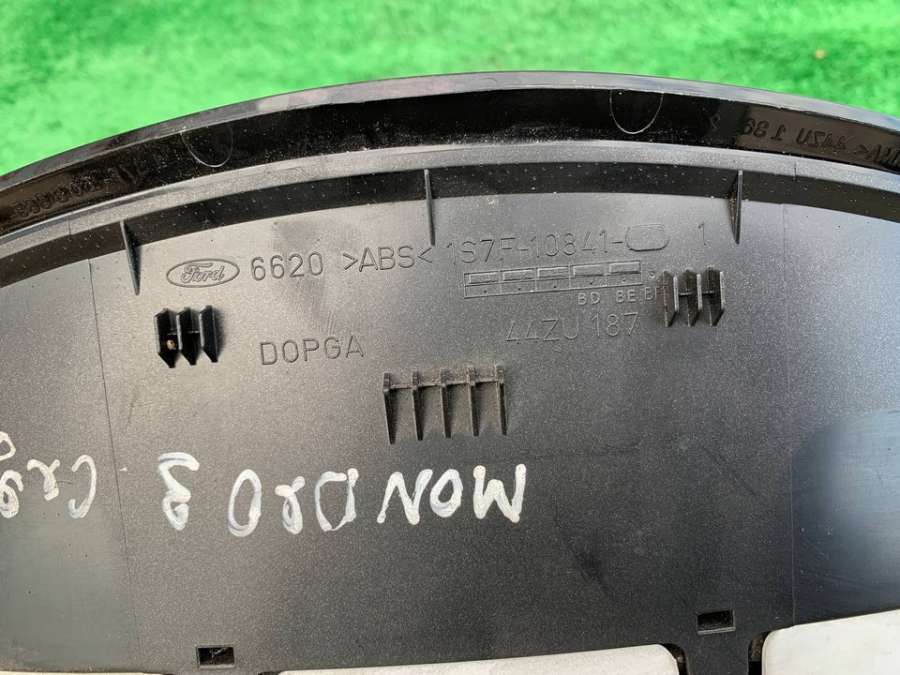 Ford 6620 >ABS< 1S7F-10841- 1
BD BE BF
DOPGA 44ZU 187
MONDEO 3